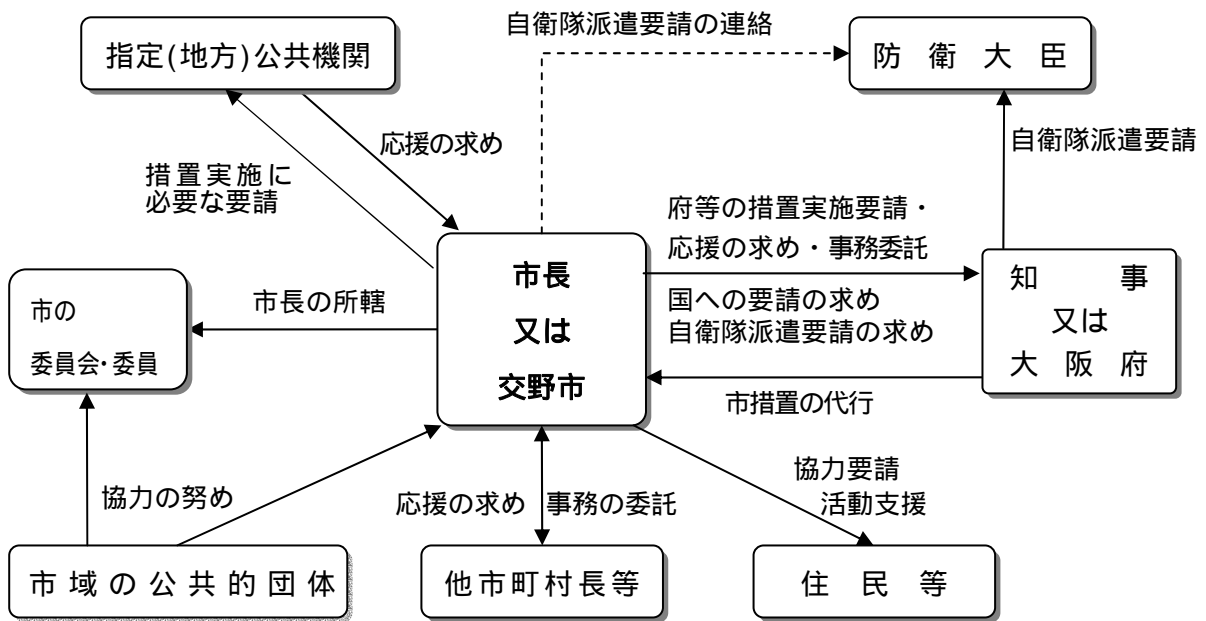 自衛隊派遣要請の連絡
指定(地方)公共機関
防衛大臣
応援の求め
自衛隊派遣要請
措置実施に
必要な要請
府等の措置実施要請・
応援の求め・事務委託
市長
又は
交野市
知事
又は
大阪府
市の
委員会・委員
市長の所轄
国への要請の求め
自衛隊派遣要請の求め
市措置の代行
協力の努め
応援の求め
事務の委託
協力要請
活動支援
市域の公共的団体
他市町村長等
住民等